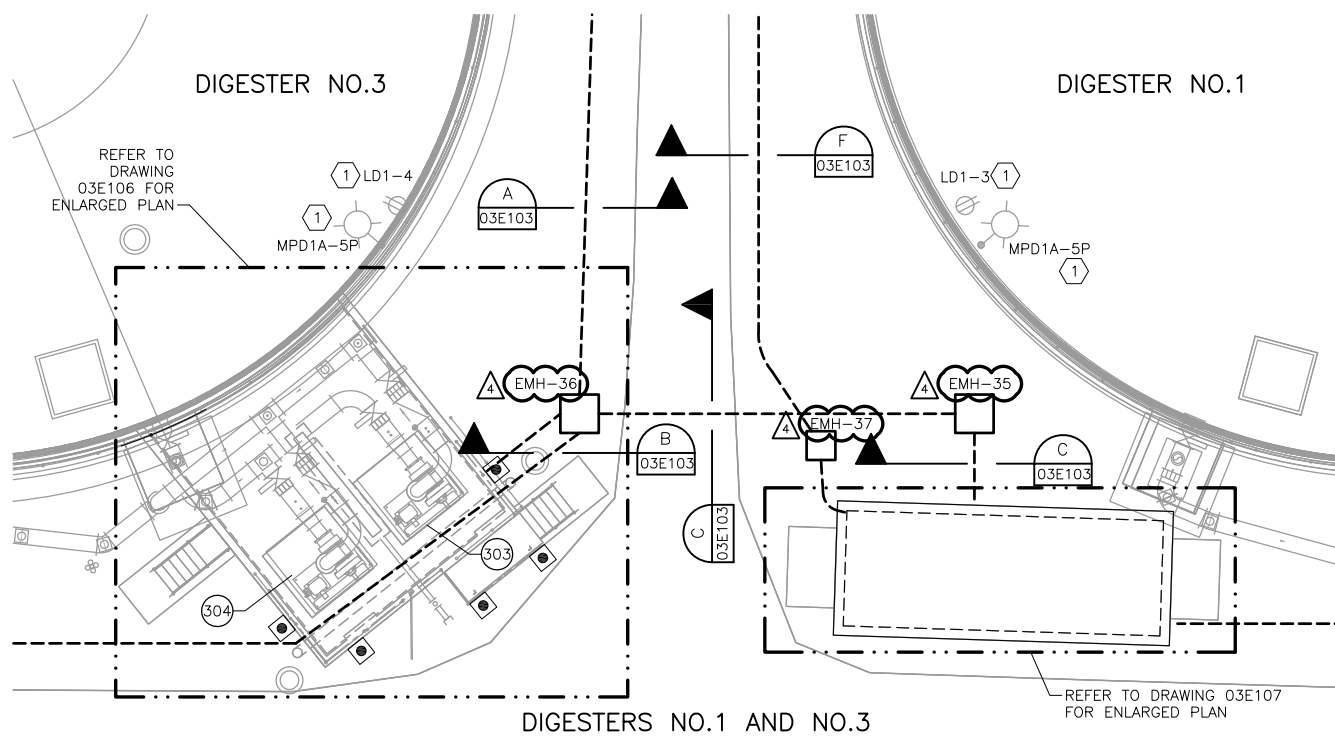 DIGESTER NO.3
DIGESTER NO.1
REFER TO
DRAWING
03E106 FOR
ENLARGED PLAN
1
LD1-4
1
MPD1A-5P
A
03E103
F
03E103
LD1-3
1
MPD1A-5P
1
4
EMH-36
4
EMH-35
4
EMH-37
B
03E103
C
03E103
C
03E103
303
304
REFER TO DRAWING 03E107
FOR ENLARGED PLAN
DIGESTERS NO.1 AND NO.3